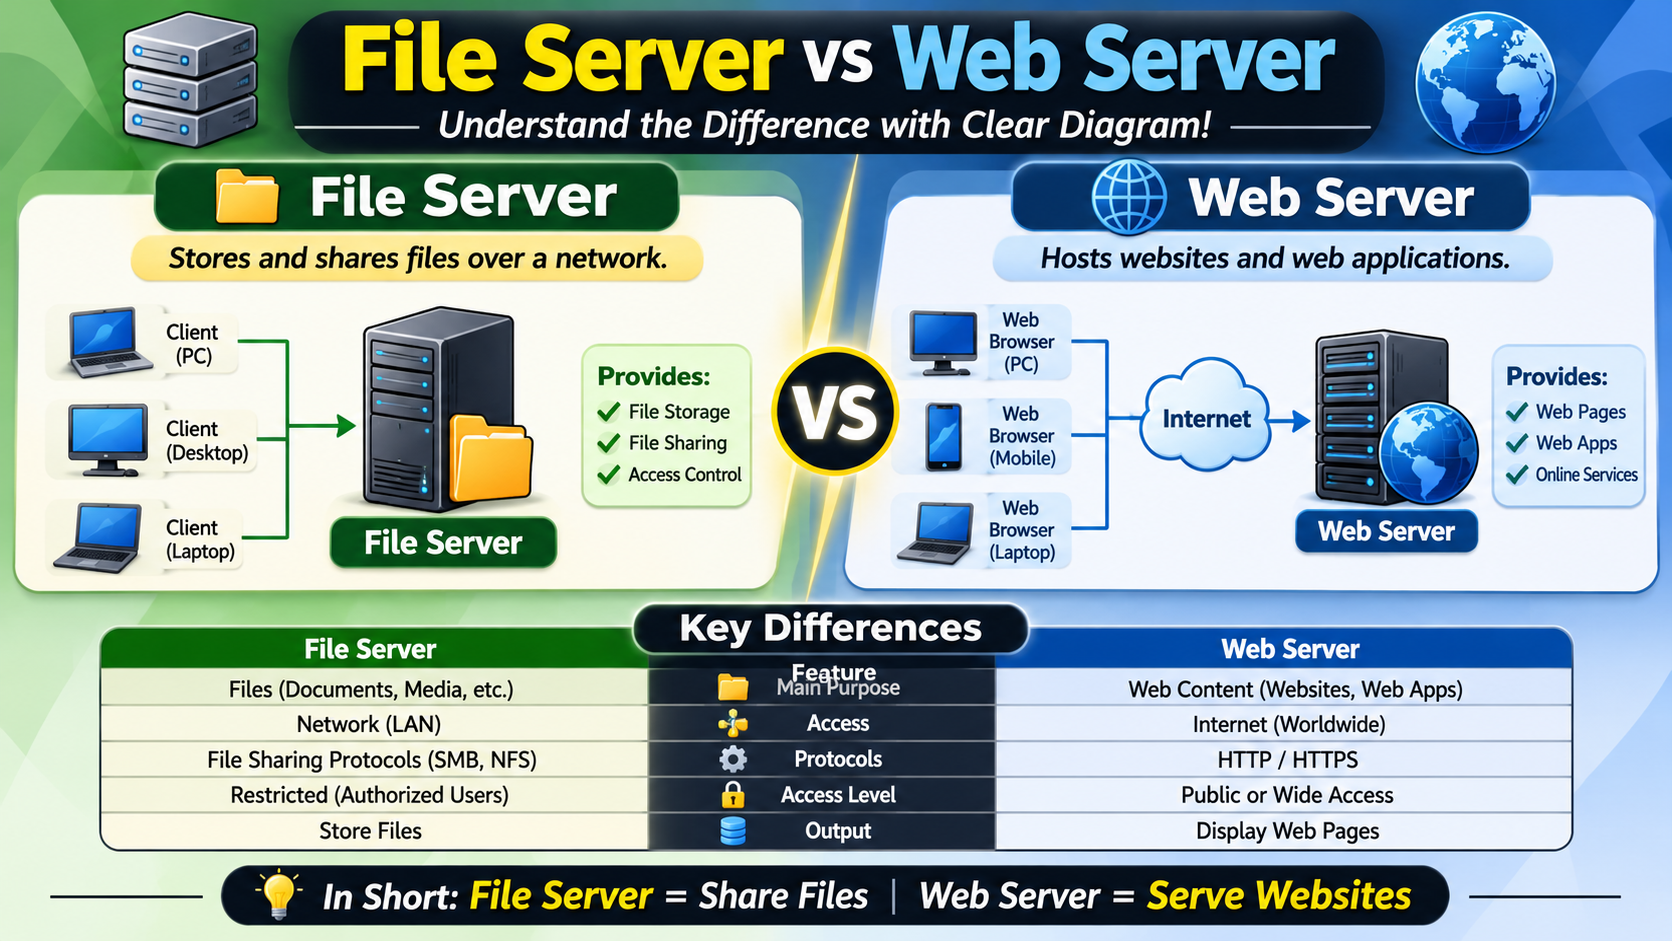 File Server vs Web Server
Understand the Difference with Clear Diagram!
File Server
Stores and shares files over a network.
Client
(PC)
Client
(Desktop)
Client
(Laptop)
File Server
Provides:
File Storage
File Sharing
Access Control
VS
Web Server
Hosts websites and web applications.
Web
Browser
(PC)
Web
Browser
(Mobile)
Web
Browser
(Laptop)
Internet
Web Server
Provides:
Web Pages
Web Apps
Online Services
Key Differences
File Server
Feature
Web Server
Files (Documents, Media, etc.)
Main Purpose
Web Content (Websites, Web Apps)
Network (LAN)
Access
Internet (Worldwide)
File Sharing Protocols (SMB, NFS)
Protocols
HTTP / HTTPS
Restricted (Authorized Users)
Access Level
Public or Wide Access
Store Files
Output
Display Web Pages
In Short: File Server = Share Files | Web Server = Serve Websites